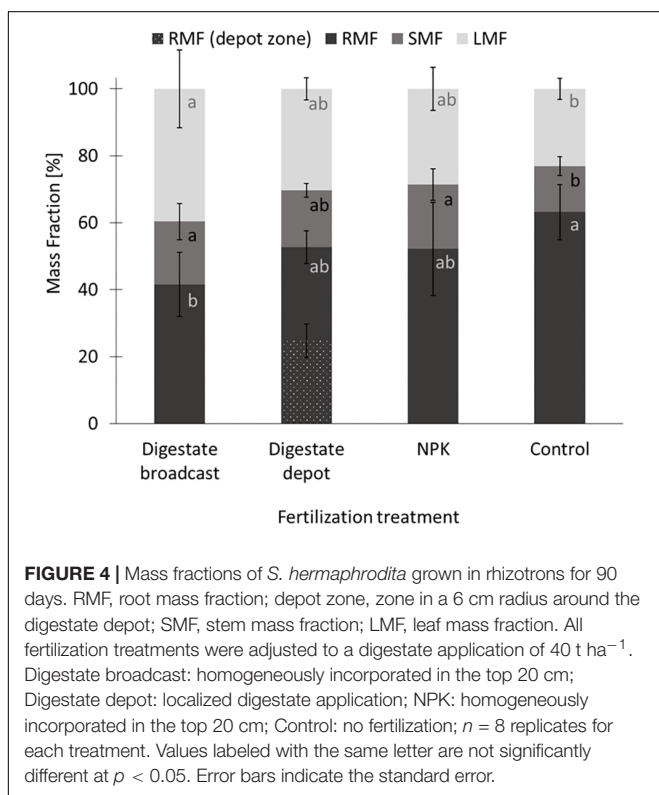 RMF (depot zone) RMF SMF LMF
100
80
60
40
20
0
Mass Fraction [%]
a ab ab b
a ab a b
b ab ab a
Digestate broadcast
Digestate depot
NPK
Control
Fertilization treatment
FIGURE 4 | Mass fractions of S. hermaphrodita grown in rhizotrons for 90
days. RMF, root mass fraction; depot zone, zone in a 6 cm radius around the
digestate depot; SMF, stem mass fraction; LMF, leaf mass fraction. All
fertilization treatments were adjusted to a digestate application of 40 t ha⁻¹.
Digestate broadcast: homogeneously incorporated in the top 20 cm;
Digestate depot: localized digestate application; NPK: homogeneously
incorporated in the top 20 cm; Control: no fertilization; n = 8 replicates for
each treatment. Values labeled with the same letter are not significantly
different at p < 0.05. Error bars indicate the standard error.